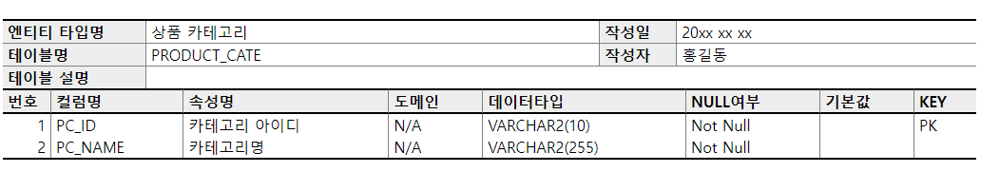 엔티티 타입명 상품 카테고리 작성일 20xx xx xx
테이블명 PRODUCT_CATE 작성자 홍길동
테이블 설명
번호 컬럼명 속성명 도메인 데이터타입 NULL여부 기본값 KEY
1 PC_ID 카테고리 아이디 N/A VARCHAR2(10) Not Null PK
2 PC_NAME 카테고리명 N/A VARCHAR2(255) Not Null